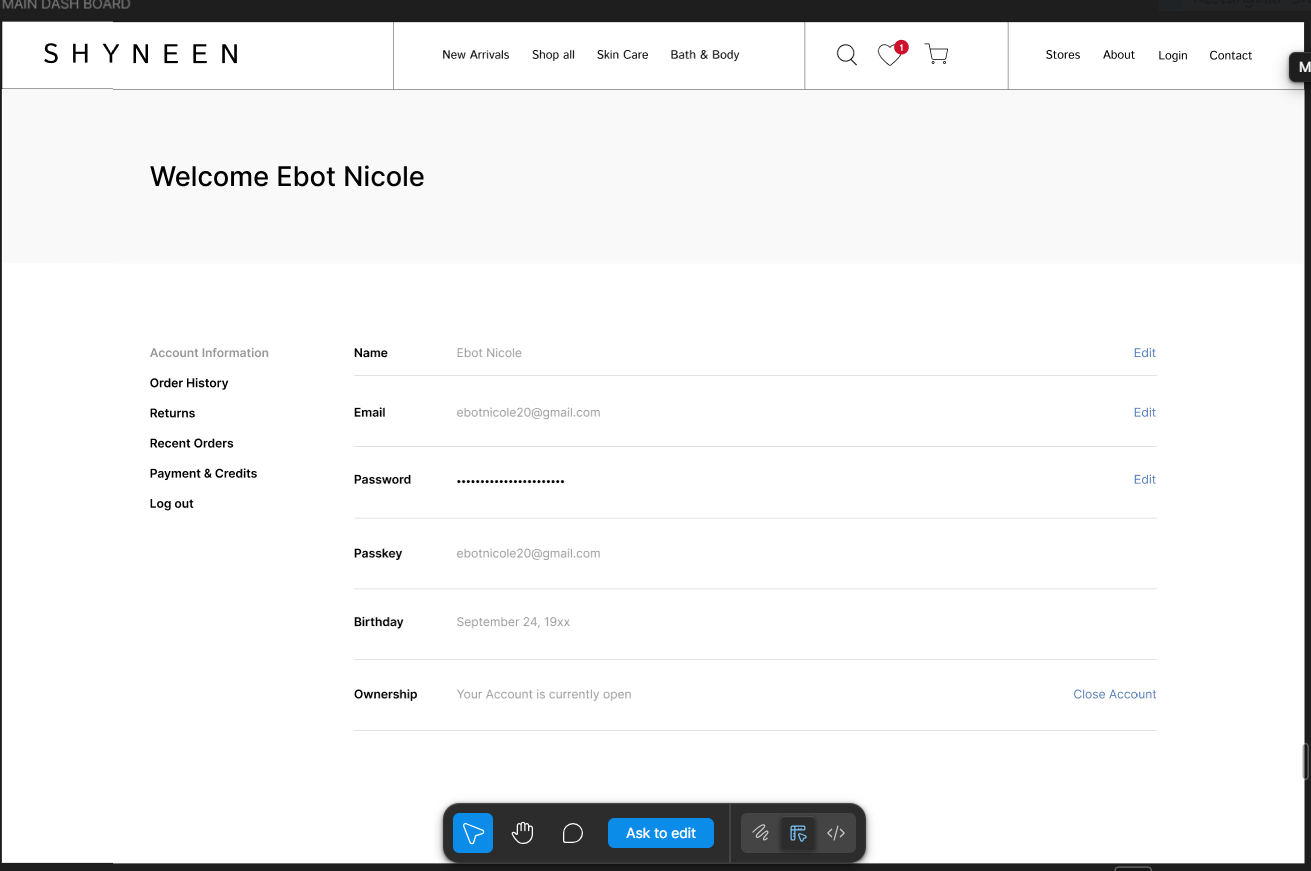 MAIN DASH BOARD
SHYNEEN
New Arrivals Shop all Skin Care Bath & Body
1
Stores About Login Contact
M
Welcome Ebot Nicole
Account Information
Order History
Returns
Recent Orders
Payment & Credits
Log out
Name Ebot Nicole Edit
Email ebotnicole20@gmail.com Edit
Password ••••••••••••••••••••••• Edit
Passkey ebotnicole20@gmail.com
Birthday September 24, 19xx
Ownership Your Account is currently open Close Account
Ask to edit